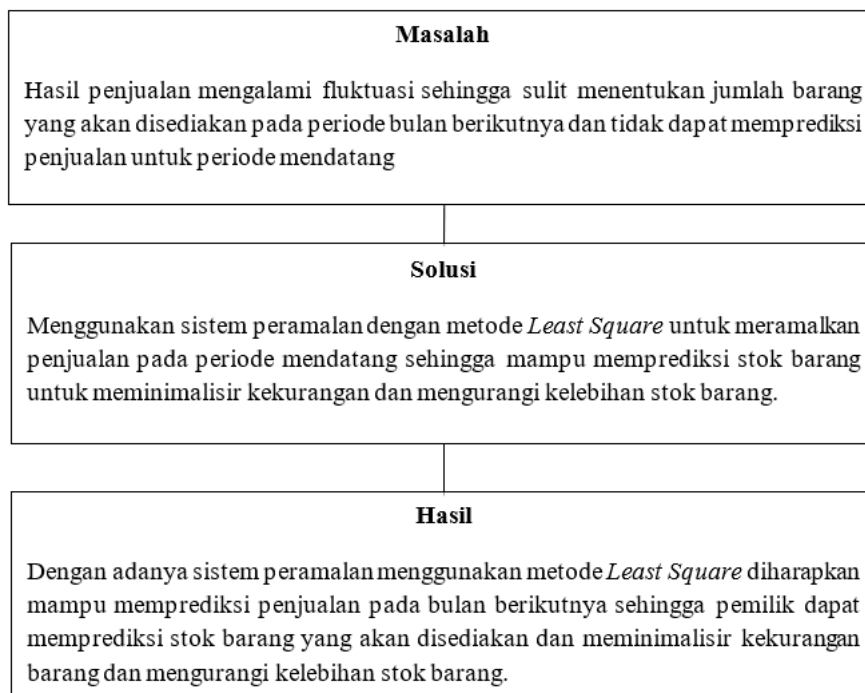 Masalah
Hasil penjualan mengalami fluktuasi sehingga sulit menentukan jumlah barang
yang akan disediakan pada periode bulan berikutnya dan tidak dapat memprediksi
penjualan untuk periode mendatang
Solusi
Menggunakan sistem peramalan dengan metode Least Square untuk meramalkan
penjualan pada periode mendatang sehingga mampu memprediksi stok barang
untuk meminimalisir kekurangan dan mengurangi kelebihan stok barang.
Hasil
Dengan adanya sistem peramalan menggunakan metode Least Square diharapkan
mampu memprediksi penjualan pada bulan berikutnya sehingga pemilik dapat
memprediksi stok barang yang akan disediakan dan meminimalisir kekurangan
barang dan mengurangi kelebihan stok barang.